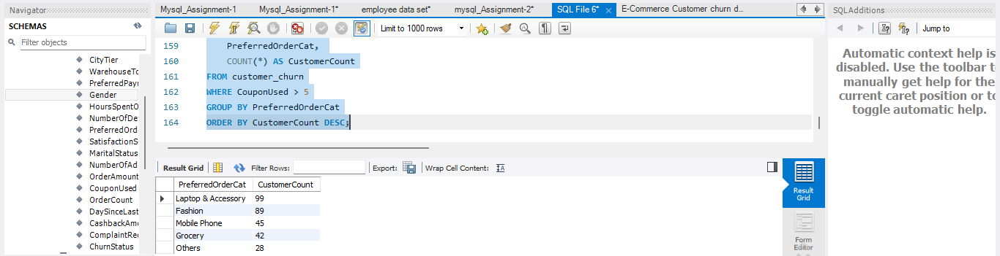 Navigator
SCHEMAS
Filter objects
CityTier
WarehouseTo
PreferredPayn
Gender
HoursSpentO
NumberOfDe
PreferredOrd
SatisfactionS
MaritalStatus
NumberOfAd
OrderAmount
CouponUsed
OrderCount
DaySinceLast
CashbackAm
ComplaintRec
ChurnStatus
Mysql_Assignment-1 Mysql_Assignment-1* employee data set* mysql_Assignment-2* SQL File 6* E-Commerce Customer churn d...
Limit to 1000 rows
159 PreferredOrderCat,
160 COUNT(*) AS CustomerCount
161 FROM customer_churn
162 WHERE CouponUsed > 5
163 GROUP BY PreferredOrderCat
164 ORDER BY CustomerCount DESC;
Result Grid Filter Rows: Export: Wrap Cell Content: IA
PreferredOrderCat CustomerCount
Laptop & Accessory 99
Fashion 89
Mobile Phone 45
Grocery 42
Others 28
Result
Grid
Form
Editor
SQLAdditions
Jump to
Automatic context help is
disabled. Use the toolbar t
manually get help for the
current caret position or to
toggle automatic help.